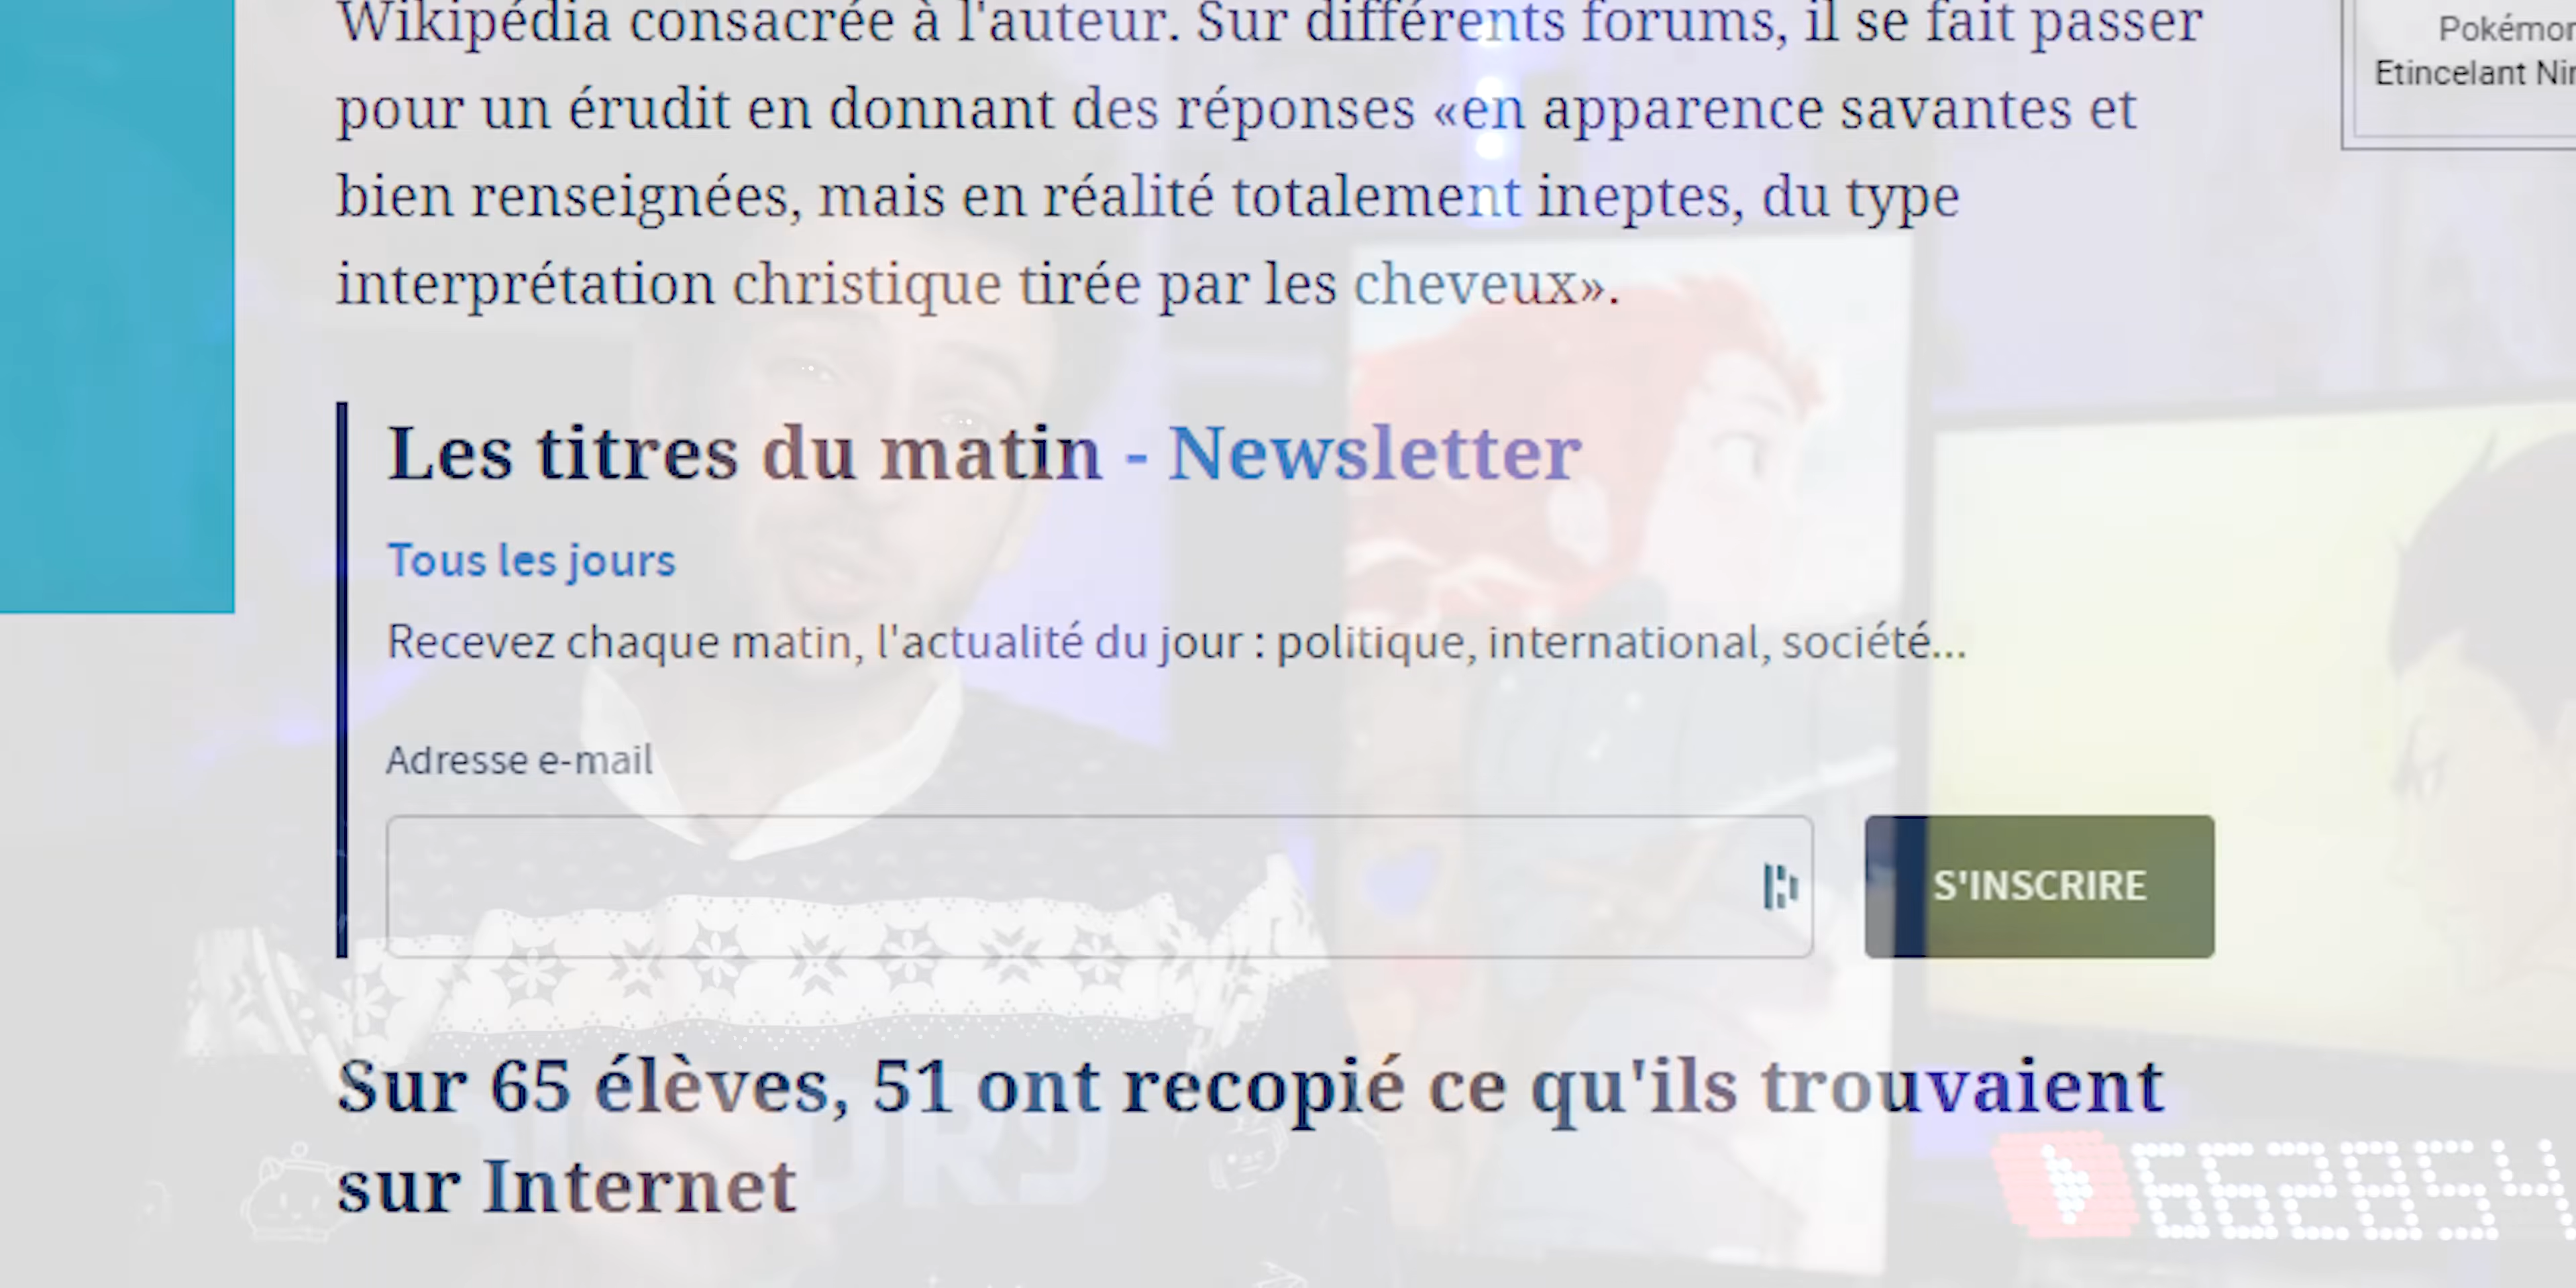 Wikipédia consacrée à l'auteur. Sur différents forums, il se fait passer
pour un érudit en donnant des réponses «en apparence savantes et
bien renseignées, mais en réalité totalement ineptes, du type
interprétation christique tirée par les cheveux».
Etincelant
Les titres du matin - Newsletter
Tous les jours
Recevez chaque matin, l'actualité du jour : politique, international, société...
Adresse e-mail
S'INSCRIRE
Sur 65 élèves, 51 ont recopié ce qu'ils trouvaient
sur Internet